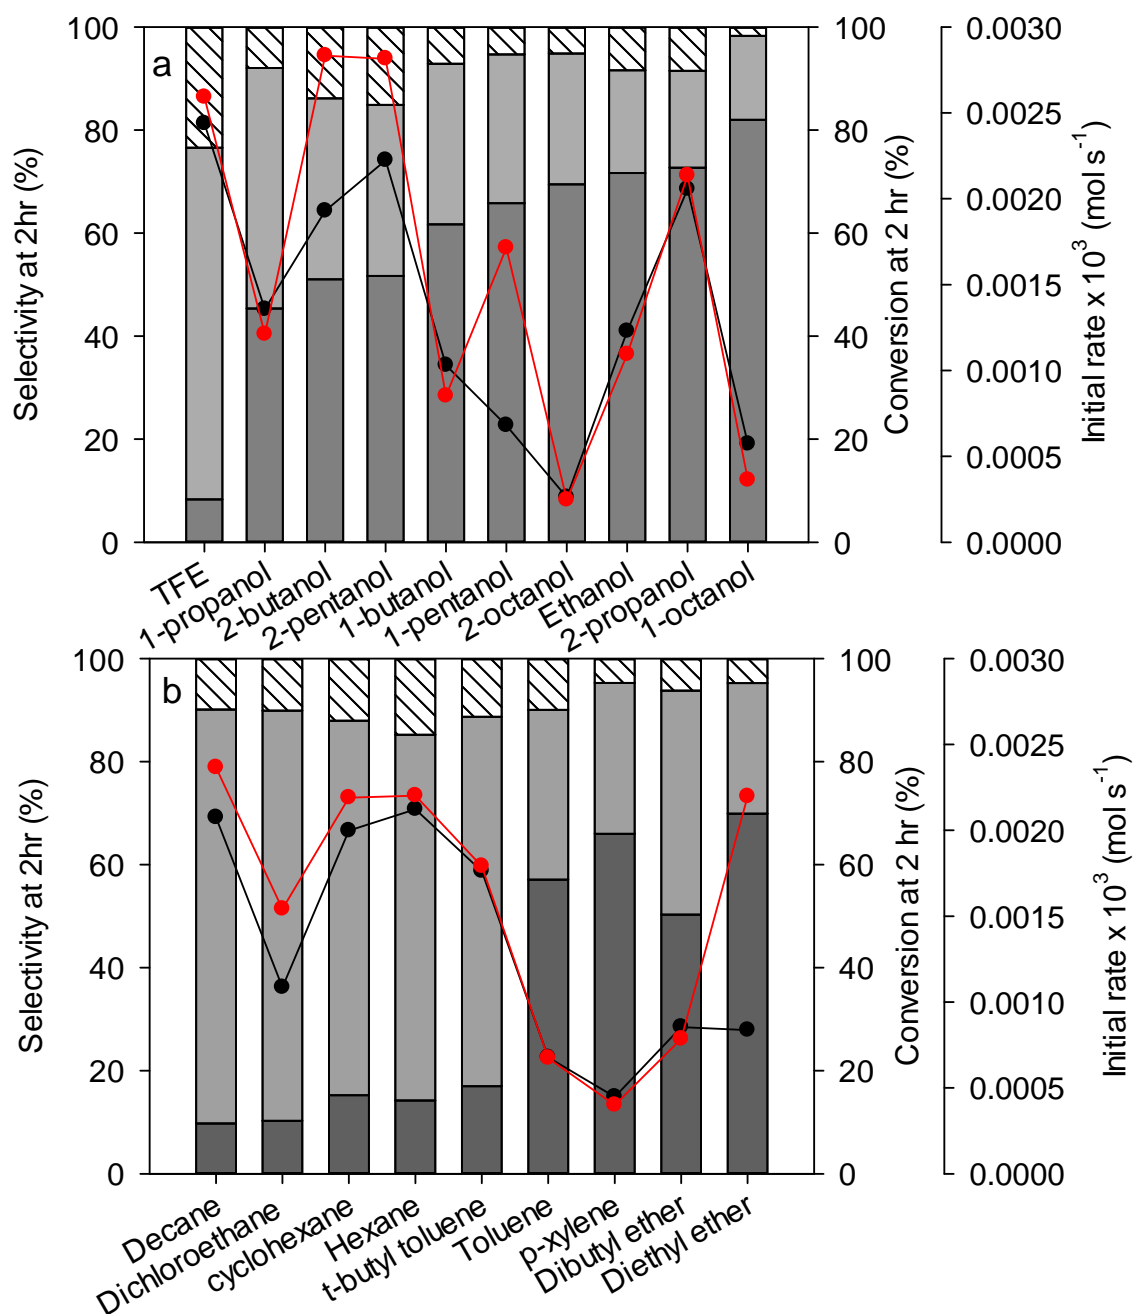 a
Selectivity at 2hr (%)
100
80
60
40
20
0
Conversion at 2 hr (%)
100
80
60
40
20
0
Initial rate x 10³ (mol s⁻¹)
0.0030
0.0025
0.0020
0.0015
0.0010
0.0005
0.0000
TFE
1-propanol
2-butanol
2-pentanol
1-butanol
1-pentanol
2-octanol
Ethanol
2-propanol
1-octanol
b
Selectivity at 2hr (%)
100
80
60
40
20
0
Conversion at 2 hr (%)
100
80
60
40
20
0
Initial rate x 10³ (mol s⁻¹)
0.0030
0.0025
0.0020
0.0015
0.0010
0.0005
0.0000
Decane
Dichloroethane
cyclohexane
Hexane
t-butyl toluene
Toluene
p-xylene
Dibutyl ether
Diethyl ether